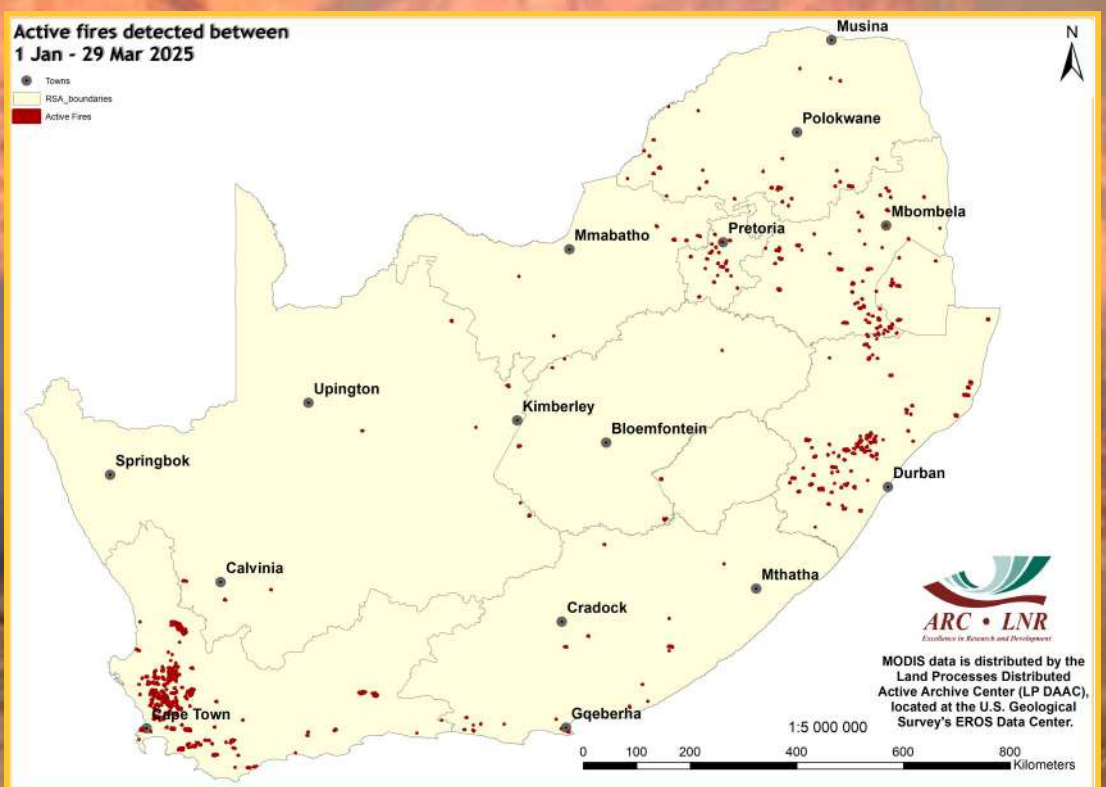 Active fires detected between
1 Jan - 29 Mar 2025
Towns
RSA_boundaries
Active Fires
N
Musina
Polokwane
Mbombela
Pretoria
Mmabatho
Upington
Kimberley
Bloemfontein
Springbok
Durban
Calvinia
Mthatha
Cradock
Cape Town
Gqeberha
ARC • LNR
Excellence in Research and Development
MODIS data is distributed by the
Land Processes Distributed
Active Archive Center (LP DAAC),
located at the U.S. Geological
Survey's EROS Data Center.
1:5 000 000
0 200 400 600 800
Kilometers